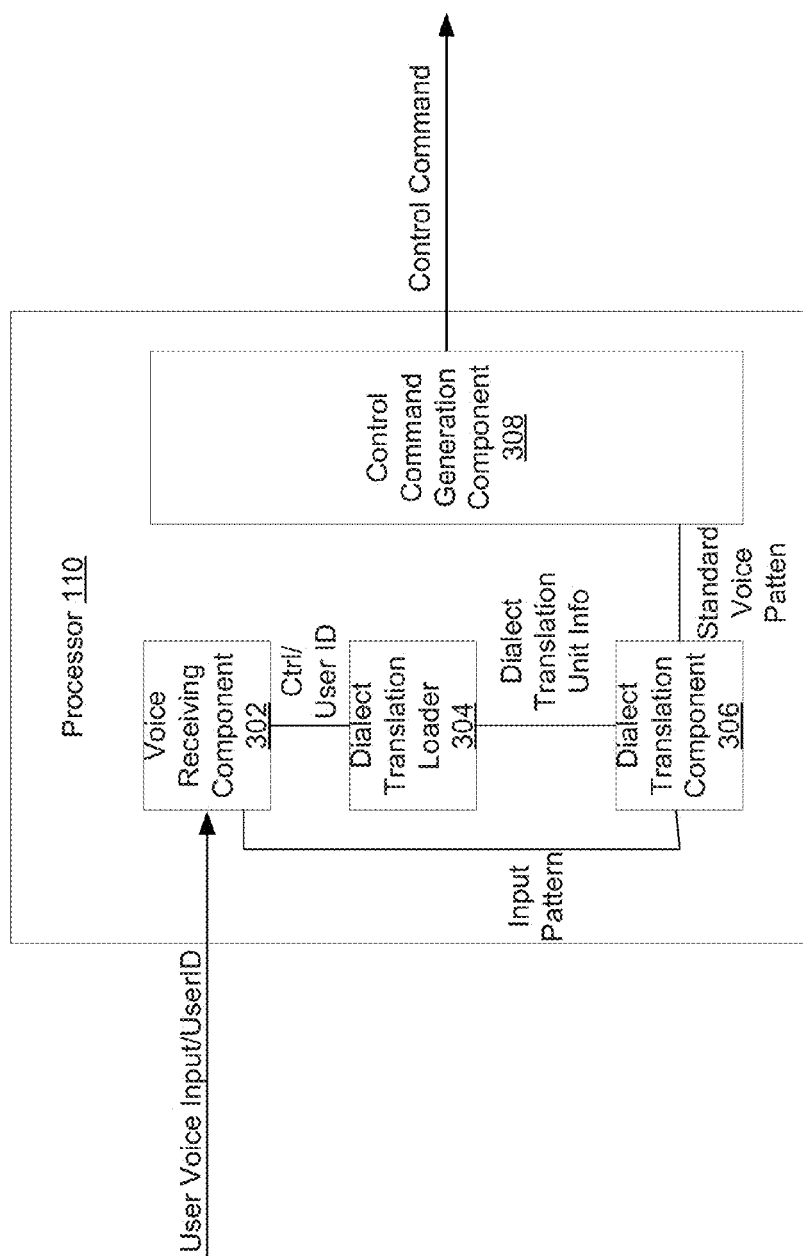 User Voice Input/UserID
Processor 110
Voice
Receiving
Component
302
Ctrl/
User ID
Dialect
Translation
Loader
304
Dialect
Translation
Unit Info
Input
Pattern
Dialect
Translation
Component
306
Standard
Voice
Patten
Control
Command
Generation
Component
308
Control Command